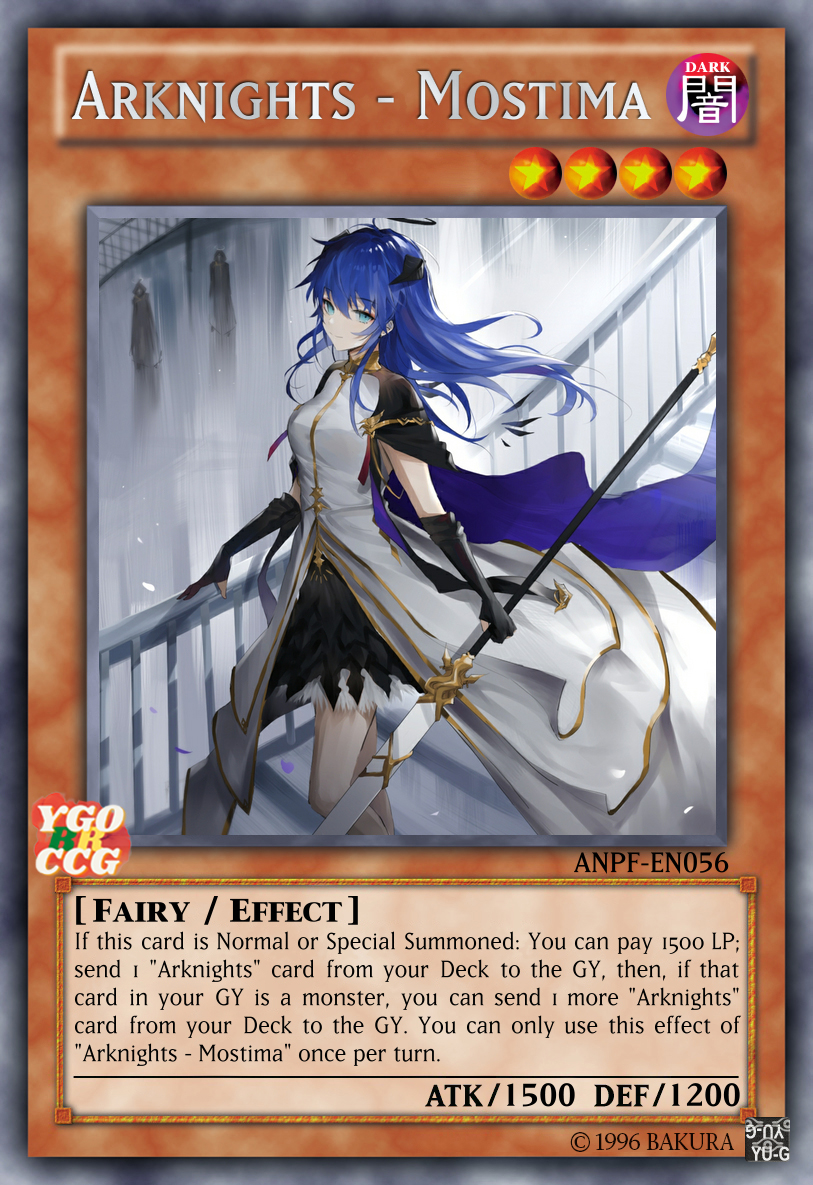 Arknights - Mostima
DARK
闇
YGO
BR
CCG
ANPF-EN056
[ Fairy / Effect ]
If this card is Normal or Special Summoned: You can pay 1500 LP;
send 1 "Arknights" card from your Deck to the GY, then, if that
card in your GY is a monster, you can send 1 more "Arknights"
card from your Deck to the GY. You can only use this effect of
"Arknights - Mostima" once per turn.
ATK/1500 DEF/1200
© 1996 BAKURA
YU-G